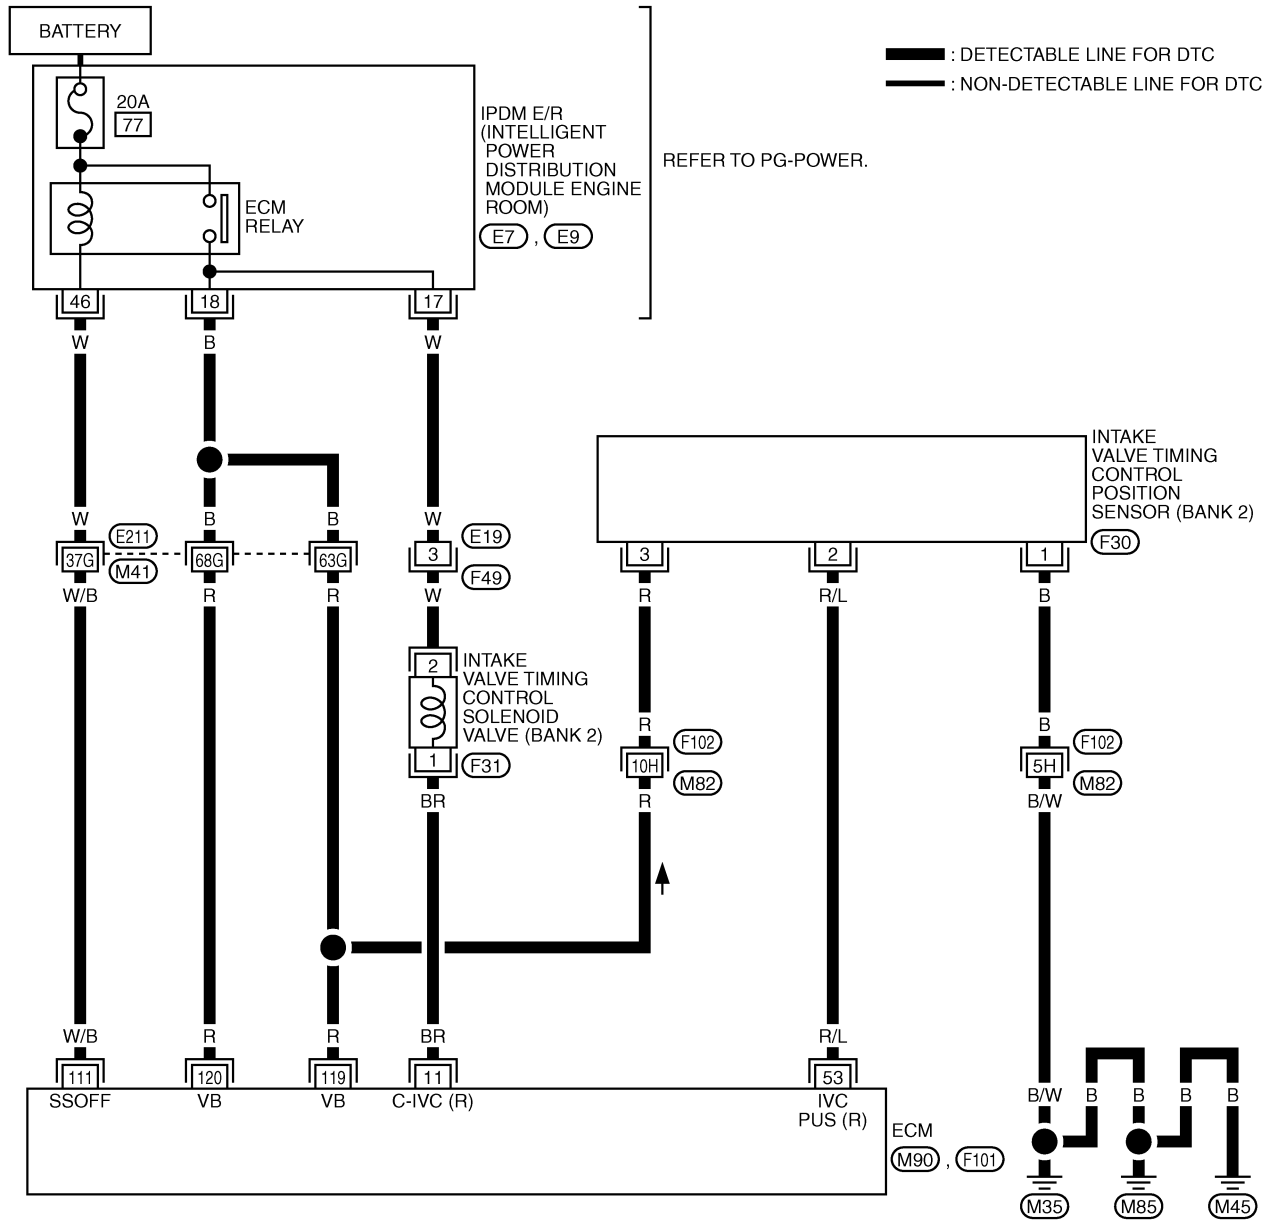 BATTERY
: DETECTABLE LINE FOR DTC
: NON-DETECTABLE LINE FOR DTC
20A
77
IPDM E/R
(INTELLIGENT
POWER
DISTRIBUTION
MODULE ENGINE
ROOM)
E7 , E9
REFER TO PG-POWER.
ECM
RELAY
46 18 17
W B W
INTAKE
VALVE TIMING
CONTROL
POSITION
SENSOR (BANK 2)
F30
W B B W
E211
M41
E19
F49
37G 68G 63G 3 3 2 1
W/B R R W R R/L B
2
INTAKE
VALVE TIMING
CONTROL
SOLENOID
VALVE (BANK 2)
1
F31
R B
F102 F102
10H 5H
M82 M82
BR R B/W
W/B R R BR R/L
111 120 119 11 53
SSOFF VB VB C-IVC (R) IVC
PUS (R)
B/W B B B B
ECM
M90 , F101
M35 M85 M45